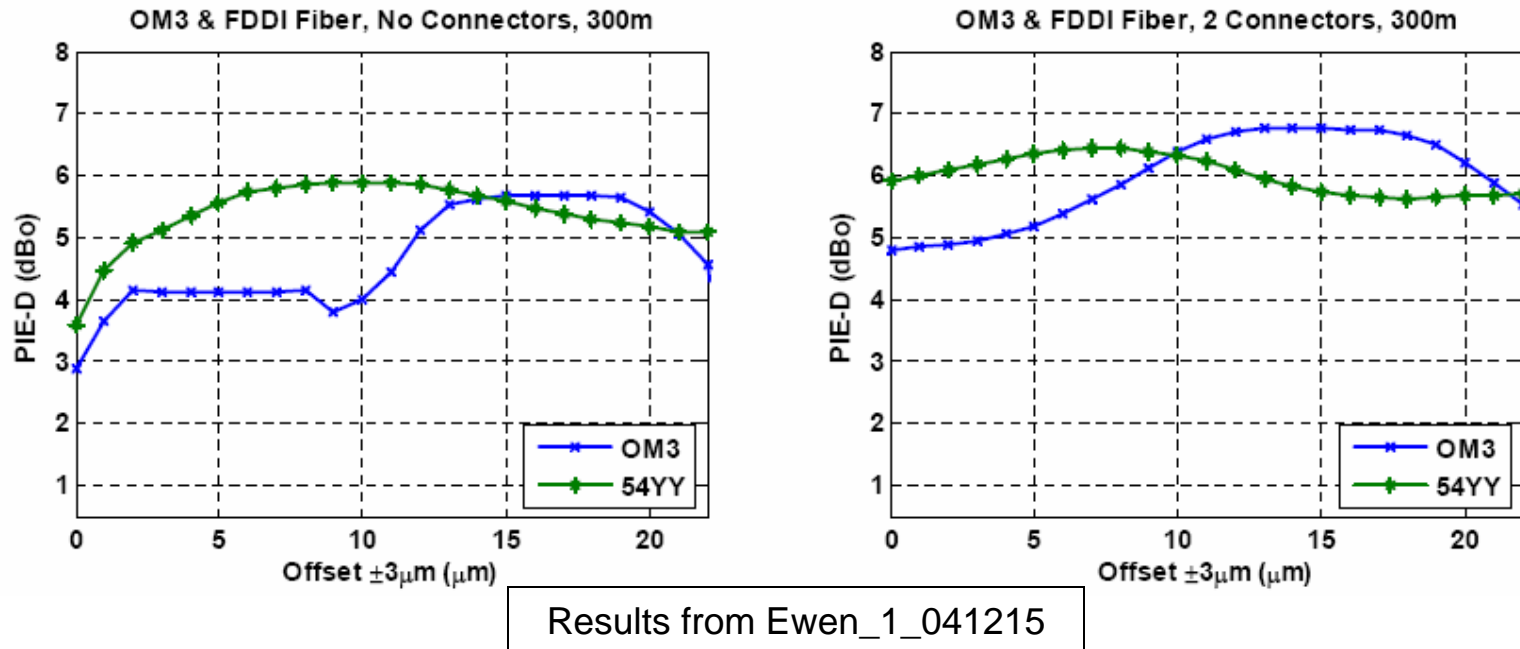 OM3 & FDDI Fiber, No Connectors, 300m
8
7
6
5
4
3
2
1
PIE-D (dBo)
0 5 10 15 20
Offset ±3μm (μm)
OM3
54YY
OM3 & FDDI Fiber, 2 Connectors, 300m
8
7
6
5
4
3
2
1
PIE-D (dBo)
0 5 10 15 20
Offset ±3μm (μm)
OM3
54YY
Results from Ewen_1_041215